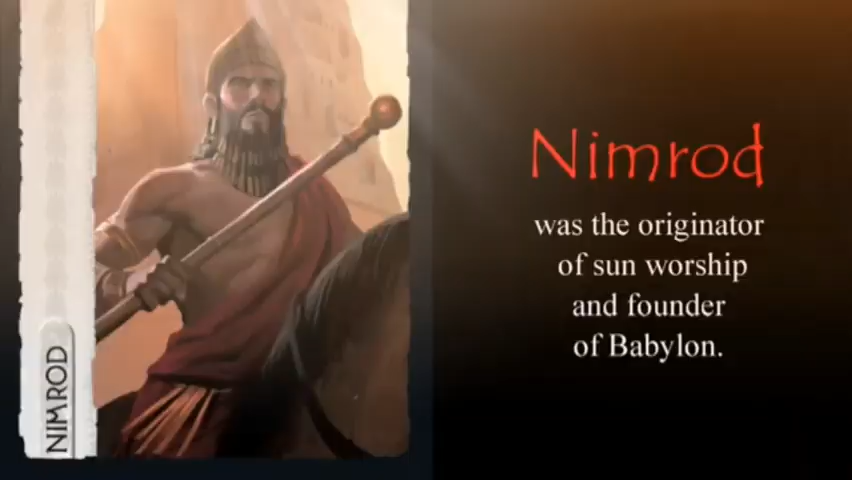 NIMROD
Nimrod
was the originator
of sun worship
and founder
of Babylon.